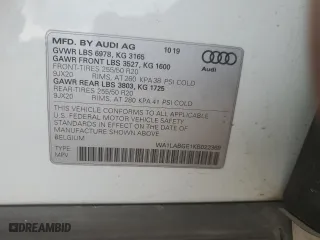 MFD. BY AUDI AG 10 19
GVWR LBS 6978, KG 3165
GAWR FRONT LBS 3527, KG 1600
FRONT-TIRES 255/50 R20
9JX20 RIMS, AT 280 KPA 38 PSI COLD
GAWR REAR LBS 3803, KG 1725
REAR-TIRES 255/50 R20
9JX20 RIMS, AT 280 KPA 41 PSI COLD
THIS VEHICLE CONFORMS TO ALL APPLICABLE
U.S. FEDERAL MOTOR VEHICLE SAFETY
STANDARDS IN EFFECT ON THE DATE OF
MANUFACTURE SHOWN ABOVE.
BELGIUM
TYPE:
MPV
Audi
© DREAMBID.COM